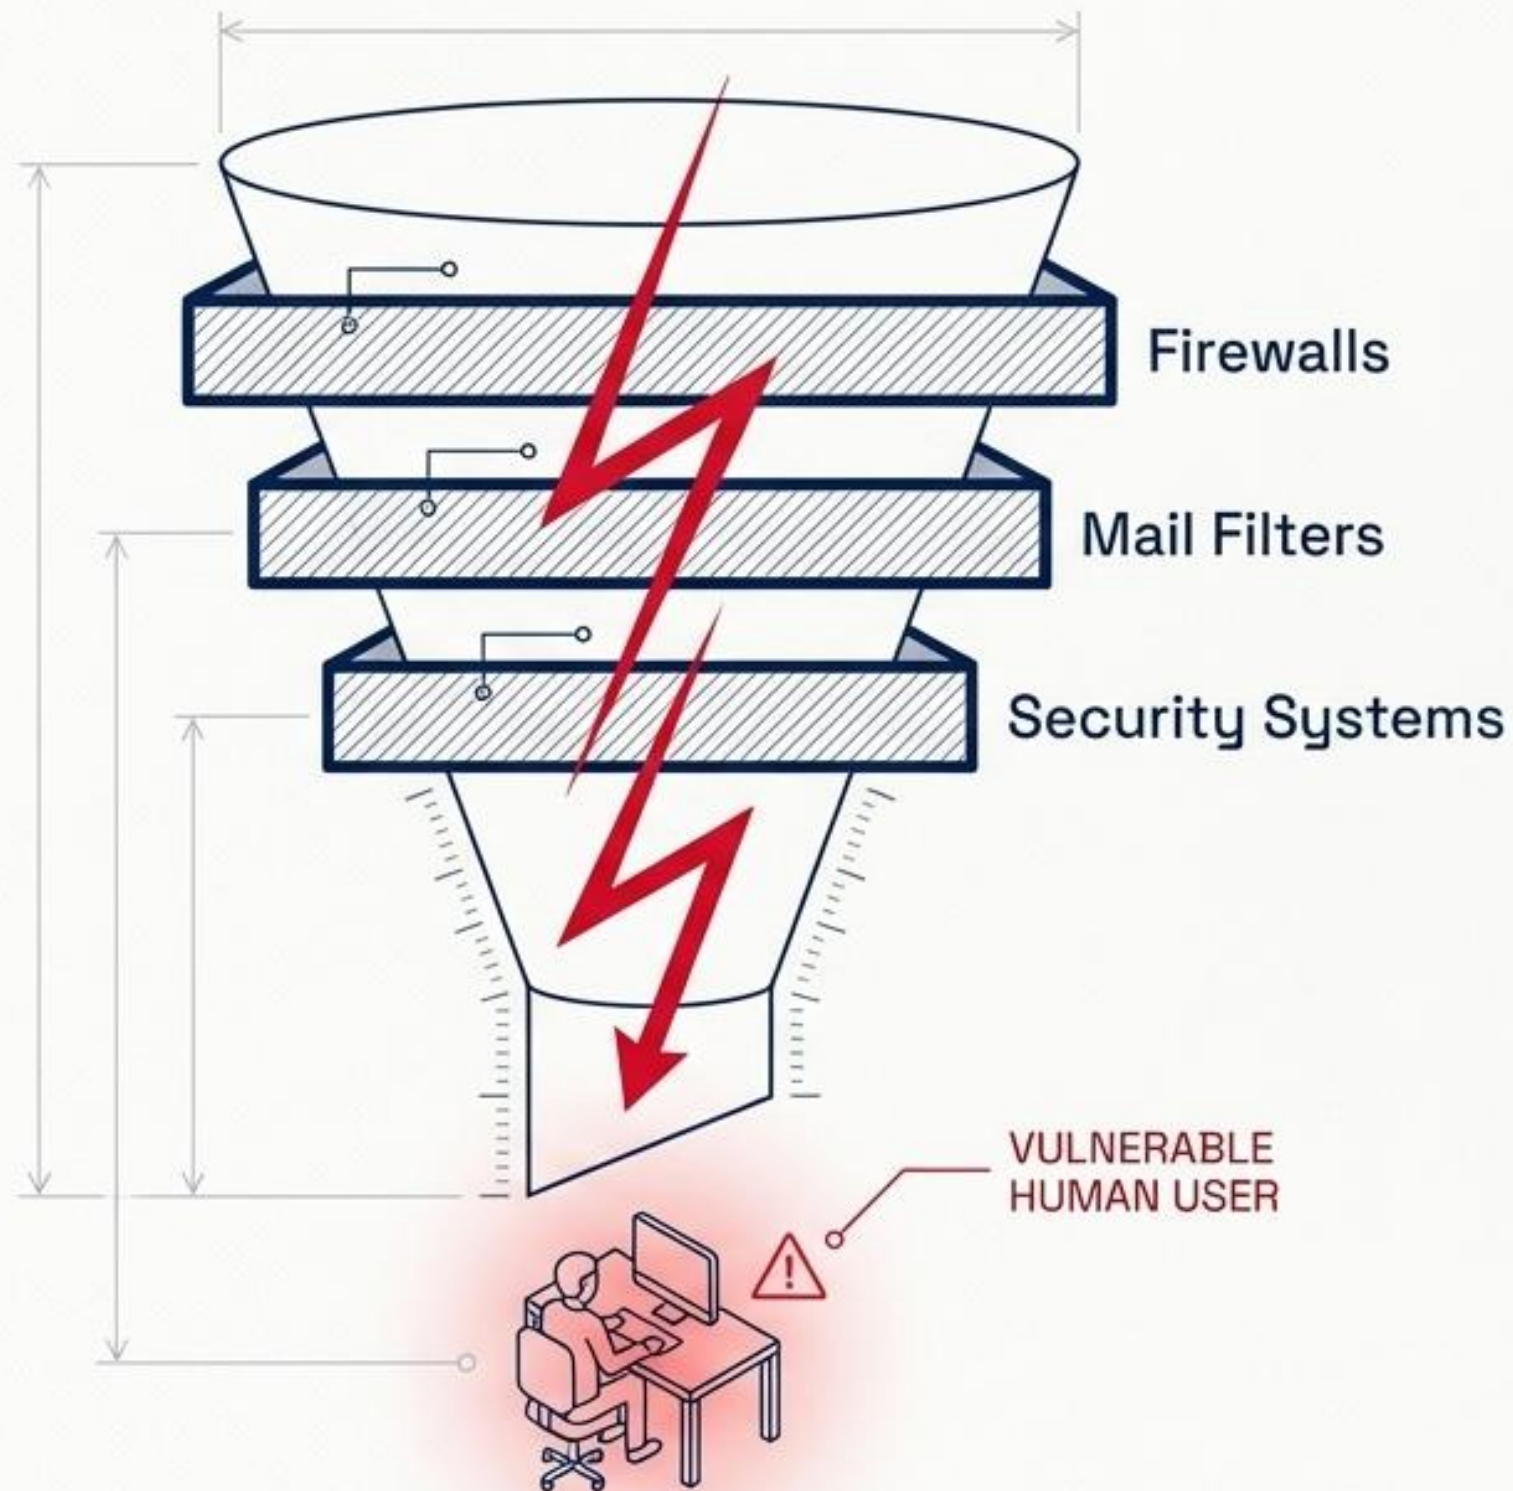 Firewalls
Mail Filters
Security Systems
VULNERABLE
HUMAN USER
!